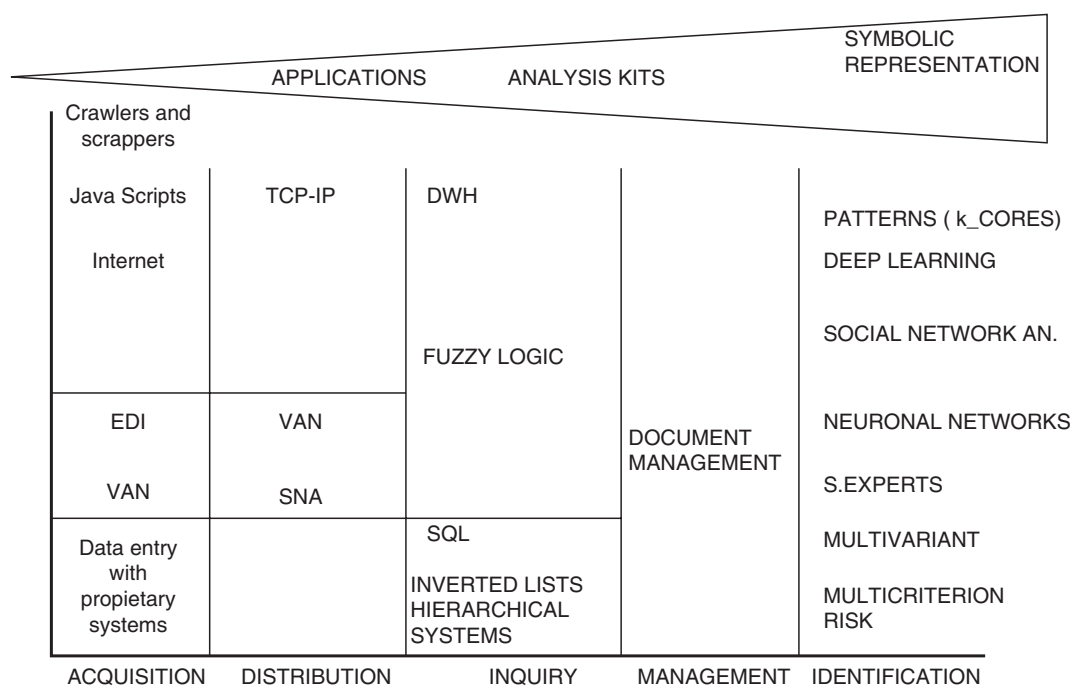 SYMBOLIC
REPRESENTATION
APPLICATIONS
ANALYSIS KITS
Crawlers and
scrappers
Java Scripts
Internet
EDI
VAN
Data entry
with
propietary
systems
TCP-IP
VAN
SNA
DWH
FUZZY LOGIC
SQL
INVERTED LISTS
HIERARCHICAL
SYSTEMS
DOCUMENT
MANAGEMENT
PATTERNS ( k_CORES)
DEEP LEARNING
SOCIAL NETWORK AN.
NEURONAL NETWORKS
S.EXPERTS
MULTIVARIANT
MULTICRITERION
RISK
ACQUISITION
DISTRIBUTION
INQUIRY
MANAGEMENT
IDENTIFICATION